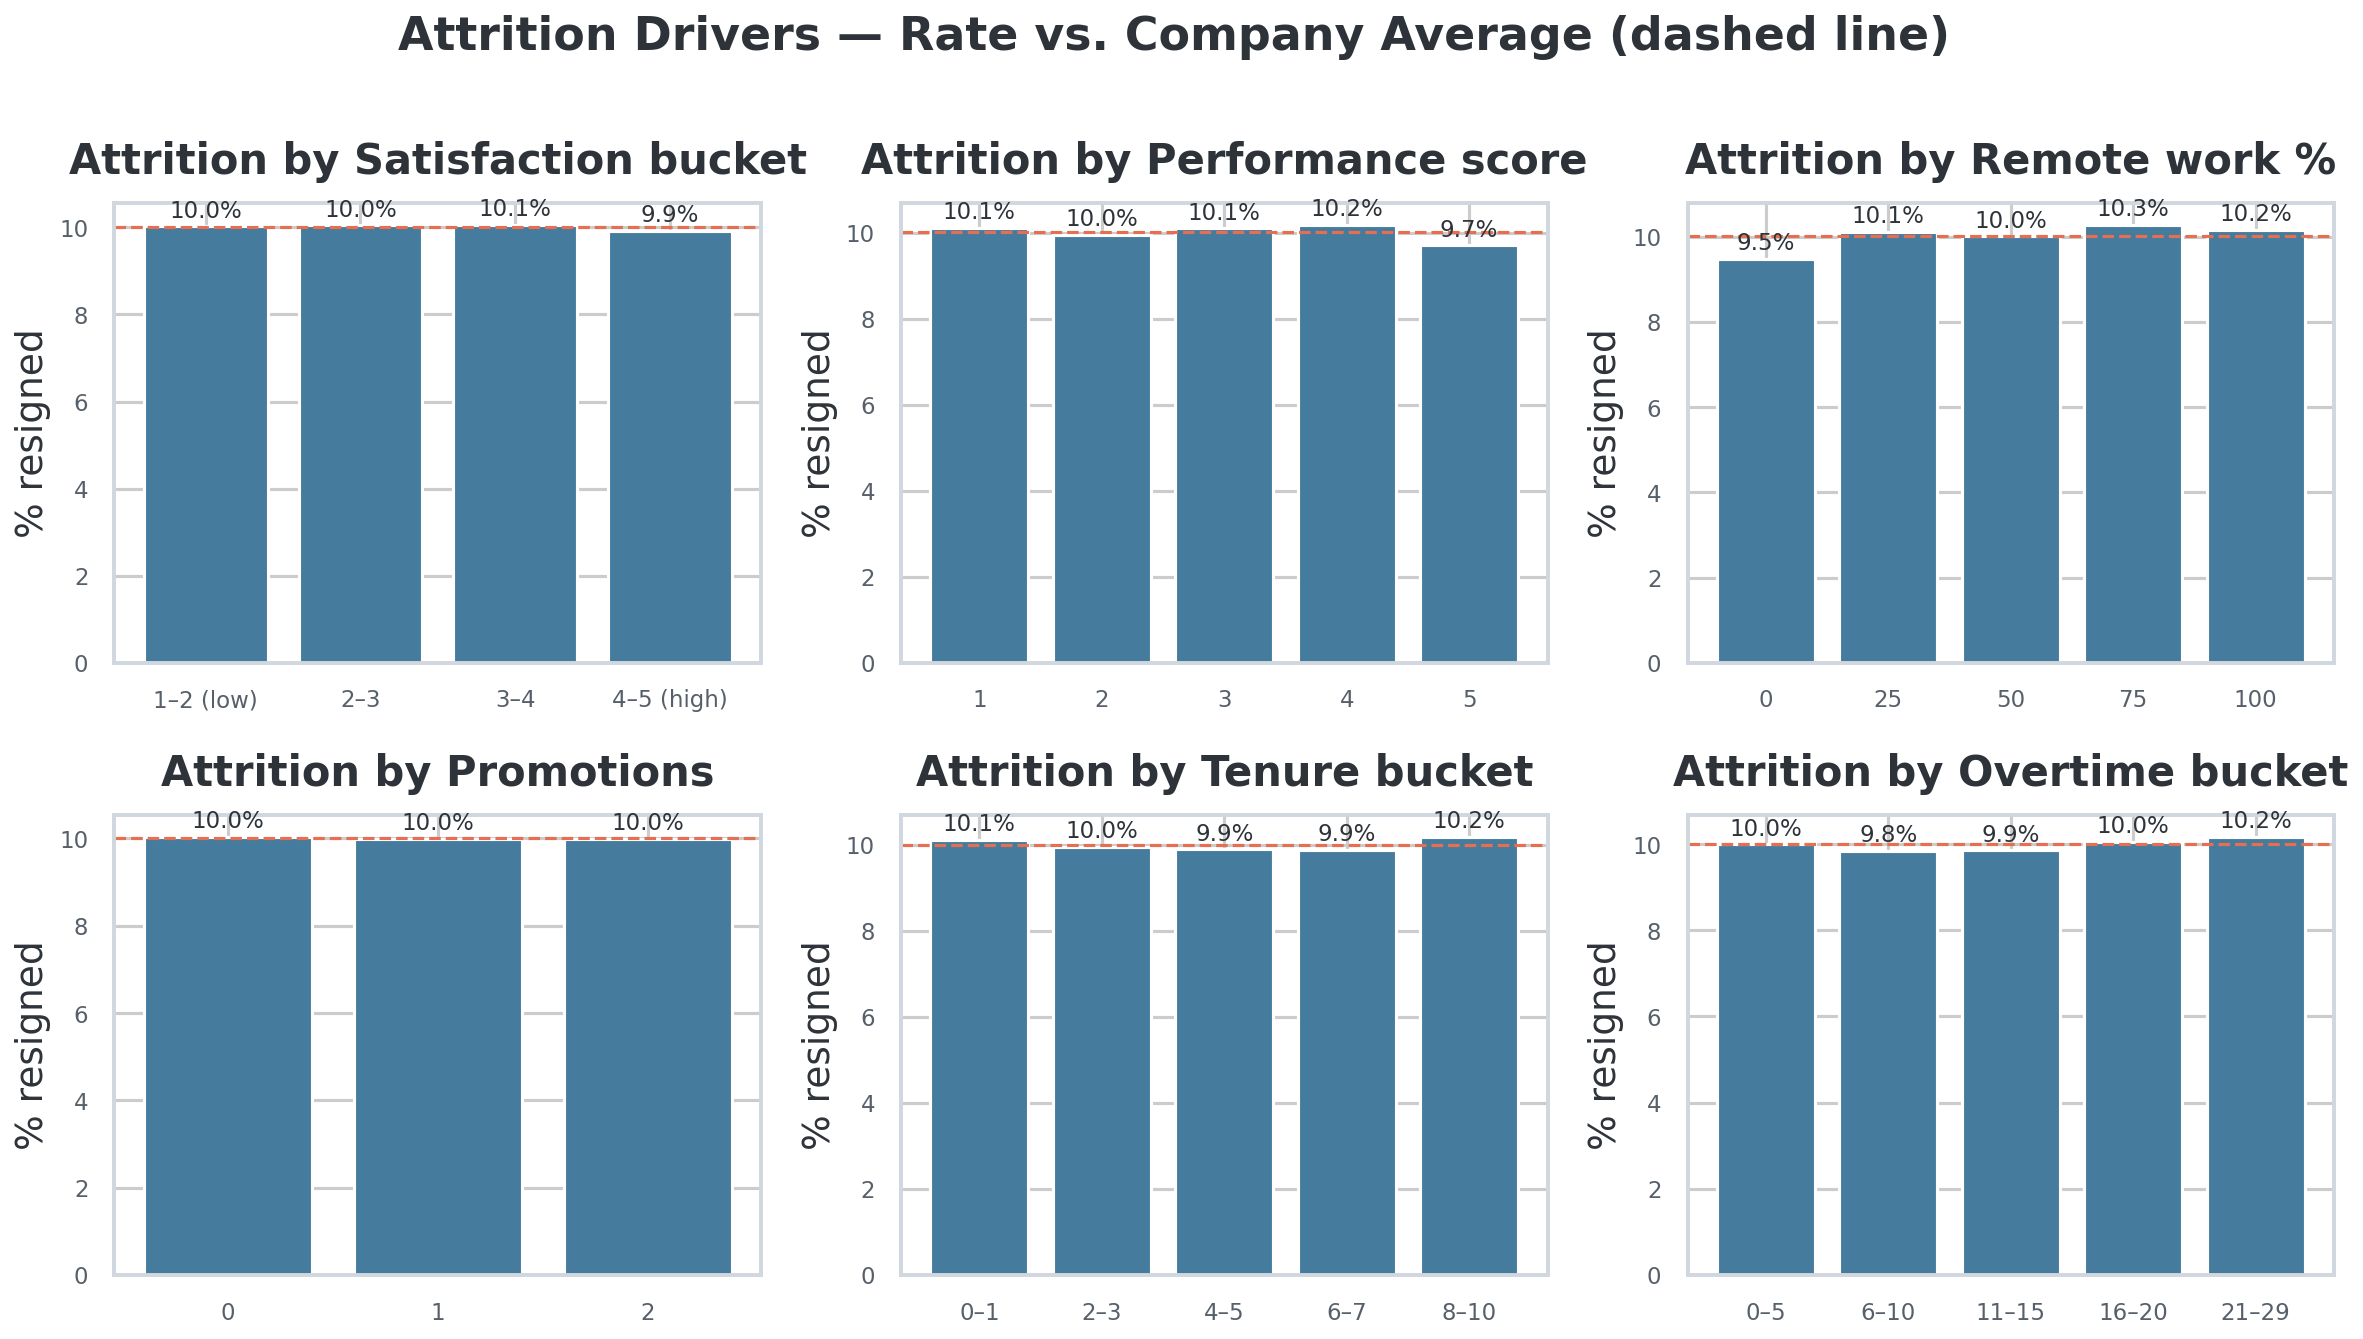 Attrition Drivers — Rate vs. Company Average (dashed line)
Attrition by Satisfaction bucket
% resigned
10.0% 10.0% 10.1% 9.9%
10
8
6
4
2
0
1–2 (low) 2–3 3–4 4–5 (high)
Attrition by Performance score
% resigned
10.1% 10.0% 10.1% 10.2% 9.7%
10
8
6
4
2
0
1 2 3 4 5
Attrition by Remote work %
% resigned
9.5% 10.1% 10.0% 10.3% 10.2%
10
8
6
4
2
0
0 25 50 75 100
Attrition by Promotions
% resigned
10.0% 10.0% 10.0%
10
8
6
4
2
0
0 1 2
Attrition by Tenure bucket
% resigned
10.1% 10.0% 9.9% 9.9% 10.2%
10
8
6
4
2
0
0–1 2–3 4–5 6–7 8–10
Attrition by Overtime bucket
% resigned
10.0% 9.8% 9.9% 10.0% 10.2%
10
8
6
4
2
0
0–5 6–10 11–15 16–20 21–29